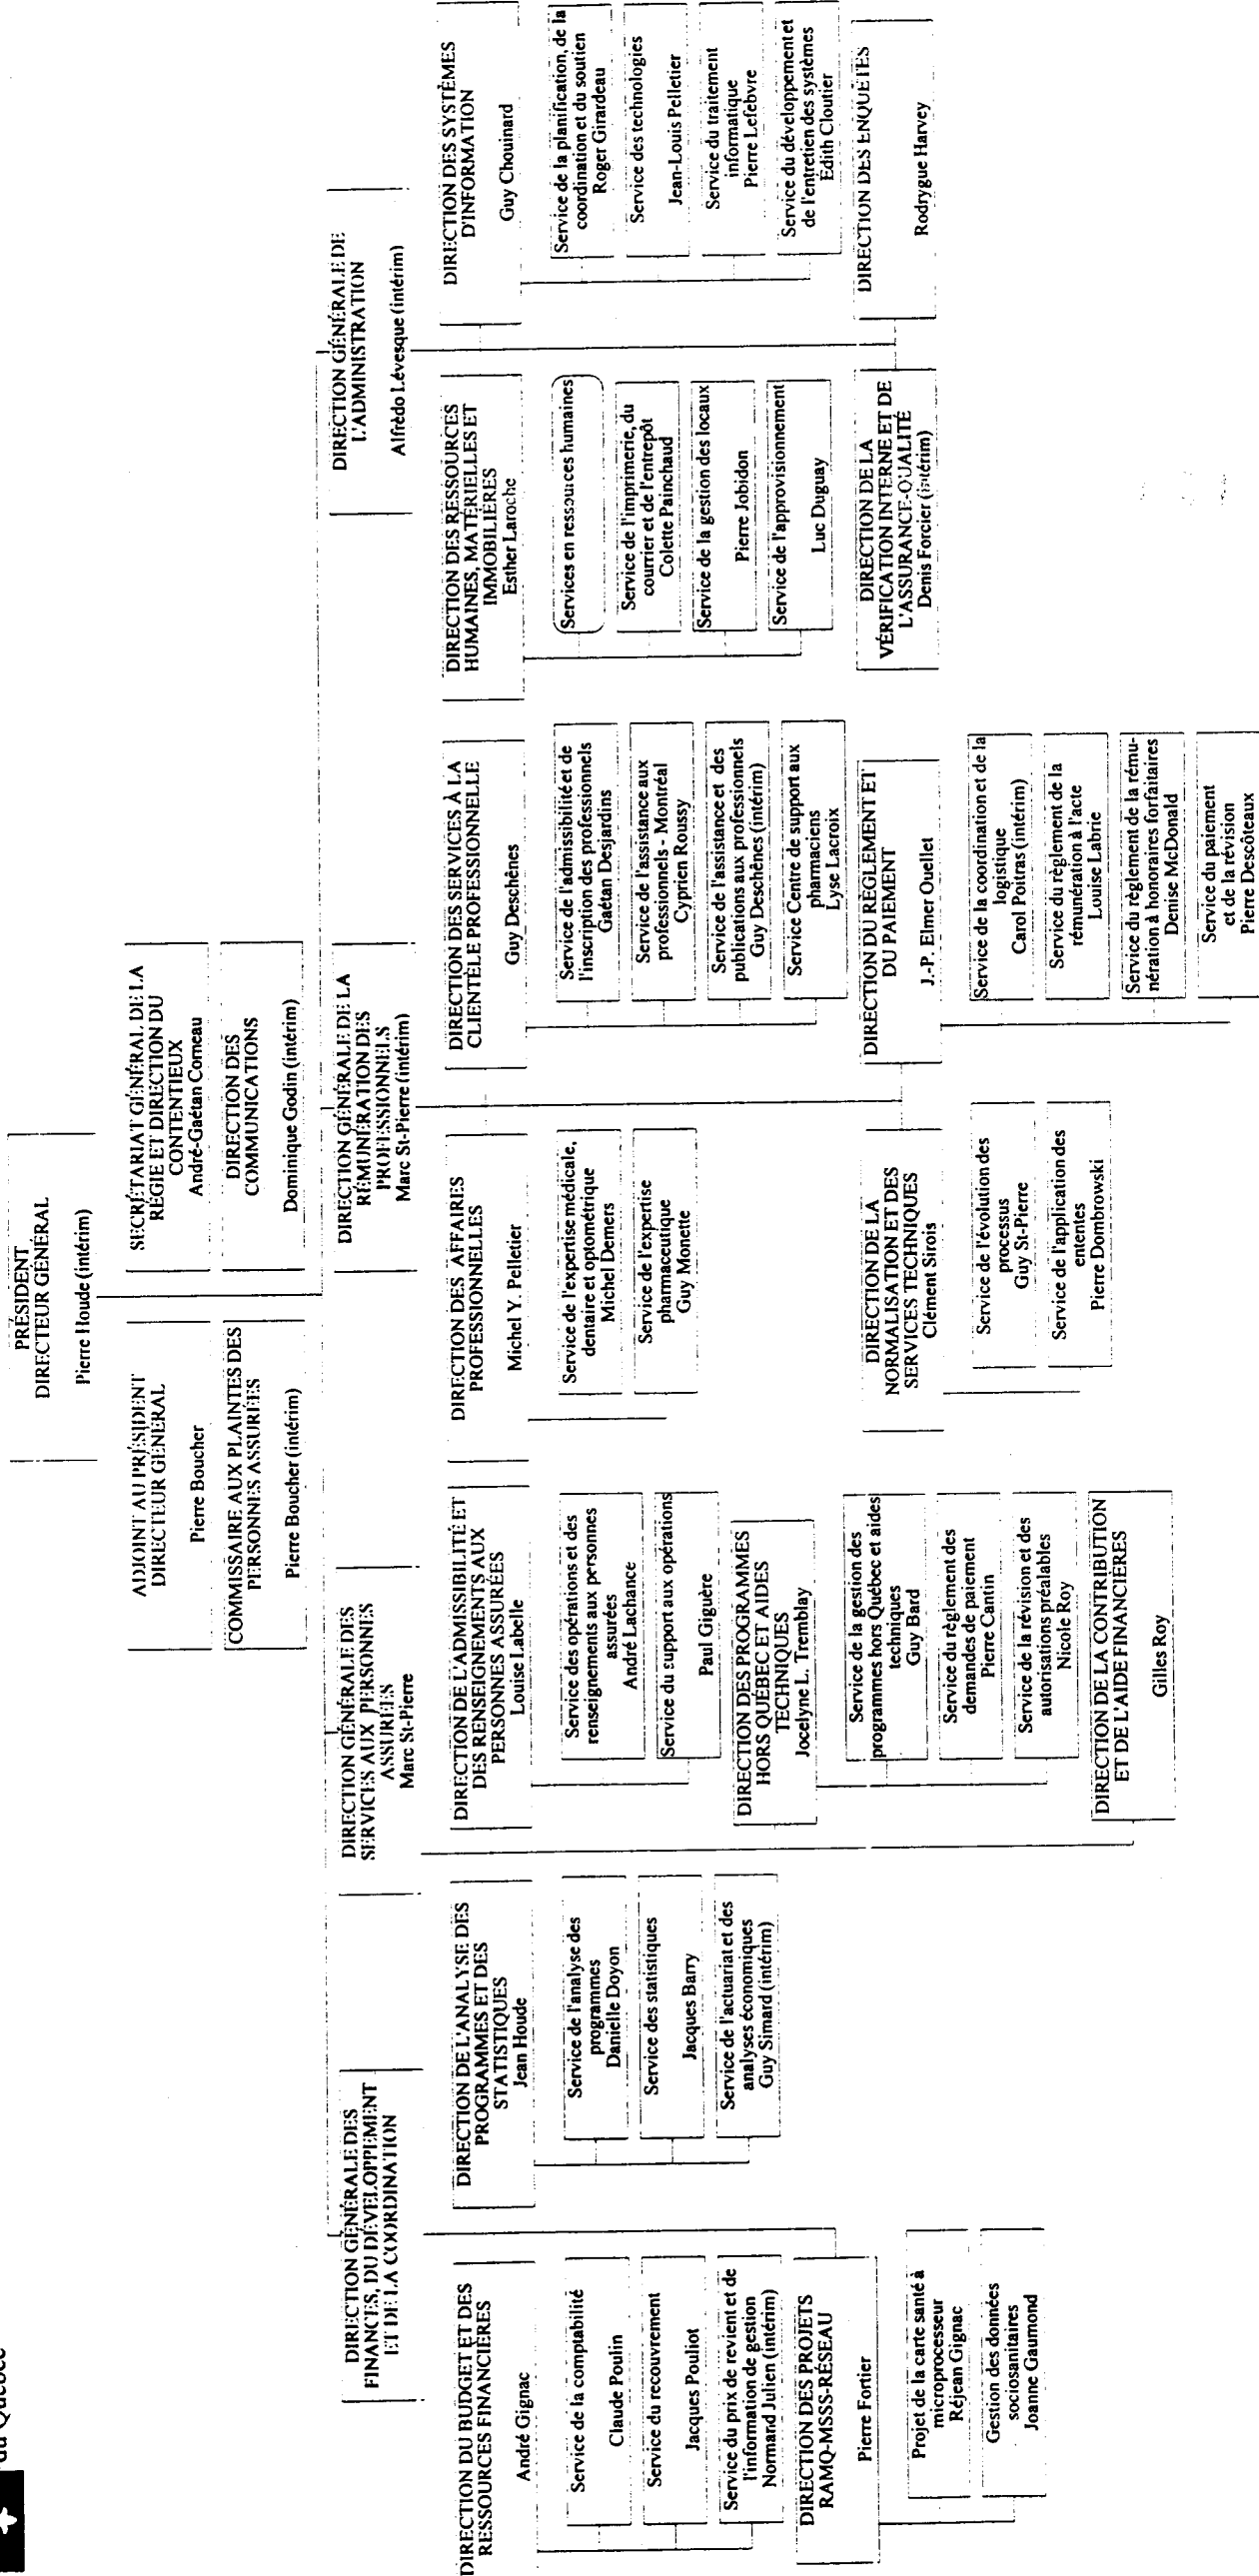 du Québec
PRÉSIDENT
DIRECTEUR GÉNÉRAL
Pierre Houde (intérim)
ADJOINT AU PRÉSIDENT
DIRECTEUR GÉNÉRAL
Pierre Boucher
COMMISSAIRE AUX PLAINTES DES
PERSONNES ASSURÉES
Pierre Boucher (intérim)
SECRÉTARIAT GÉNÉRAL DE LA
RÉGIE ET DIRECTION DU
CONTENTIEUX
André-Gaétan Corneau
DIRECTION DES
COMMUNICATIONS
Dominique Godin (intérim)
DIRECTION GÉNÉRALE DES
FINANCES, DU DÉVELOPPEMENT
ET DE LA COORDINATION
DIRECTION DU BUDGET ET DES
RESSOURCES FINANCIÈRES
André Gignac
Service de la comptabilité
Claude Poulin
Service du recouvrement
Jacques Pouliot
Service du prix de revient et de
l'information de gestion
Normand Julien (intérim)
DIRECTION DES PROJETS
RAMQ-MSSS-RÉSEAU
Pierre Fortier
Projet de la carte santé à
microprocesseur
Réjean Gignac
Gestion des données
sociosanitaires
Joanne Gaumond
DIRECTION DE L'ANALYSE DES
PROGRAMMES ET DES
STATISTIQUES
Jean Houde
Service de l'analyse des
programmes
Danielle Doyon
Service des statistiques
Jacques Barry
Service de l'actuariat et des
analyses économiques
Guy Simard (intérim)
DIRECTION GÉNÉRALE DES
SERVICES AUX PERSONNES
ASSURÉES
Marc St-Pierre
DIRECTION DE L'ADMISSIBILITÉ ET
DES RENSEIGNEMENTS AUX
PERSONNES ASSURÉES
Louise Labelle
Service des opérations et des
renseignements aux personnes
assurées
André Lachance
Service du support aux opérations
Paul Giguère
DIRECTION DES PROGRAMMES
HORS QUÉBEC ET AIDES
TECHNIQUES
Jocelyne L. Tremblay
Service de la gestion des
programmes hors Québec et aides
techniques
Guy Bard
Service du règlement des
demandes de paiement
Pierre Cantin
Service de la révision et des
autorisations préalables
Nicole Roy
DIRECTION DE LA CONTRIBUTION
ET DE L'AIDE FINANCIÈRES
Gilles Roy
DIRECTION GÉNÉRALE DE LA
RÉMUNÉRATION DES
PROFESSIONNELS
Marc St-Pierre (intérim)
DIRECTION DES AFFAIRES
PROFESSIONNELLES
Michel Y. Pelletier
Service de l'expertise médicale,
dentaire et optométrique
Michel Demers
Service de l'expertise
pharmaceutique
Guy Monette
DIRECTION DE LA
NORMALISATION ET DES
SERVICES TECHNIQUES
Clément Sirois
Service de l'évolution des
processus
Guy St-Pierre
Service de l'application des
ententes
Pierre Dombrowski
DIRECTION DES SERVICES À LA
CLIENTÈLE PROFESSIONNELLE
Guy Deschênes
Service de l'admissibilité et de
l'inscription des professionnels
Gaétan Desjardins
Service de l'assistance aux
professionnels - Montréal
Cyprien Roussy
Service de l'assistance et des
publications aux professionnels
Guy Deschênes (intérim)
Service Centre de support aux
pharmaciens
Lyse Lacroix
DIRECTION DU RÈGLEMENT ET
DU PAIEMENT
J.-P. Elmer Ouellet
Service de la coordination et de la
logistique
Carol Poitras (intérim)
Service du règlement de la
rémunération à l'acte
Louise Labrie
Service du règlement de la rému-
nération à honoraires forfaitaires
Denise McDonald
Service du paiement
et de la révision
Pierre Descôteaux
DIRECTION GÉNÉRALE DE
L'ADMINISTRATION
Alfrédo Lévesque (intérim)
DIRECTION DES RESSOURCES
HUMAINES, MATÉRIELLES ET
IMMOBILIÈRES
Esther Laroche
Services en ressources humaines
Service de l'imprimerie, du
courrier et de l'entrepôt
Colette Painchaud
Service de la gestion des locaux
Pierre Jobidon
Service de l'approvisionnement
Luc Duguay
DIRECTION DE LA
VÉRIFICATION INTERNE ET DE
L'ASSURANCE-QUALITÉ
Denis Forcier (intérim)
DIRECTION DES SYSTÈMES
D'INFORMATION
Guy Chouinard
Service de la planification, de la
coordination et du soutien
Roger Girardeau
Service des technologies
Jean-Louis Pelletier
Service du traitement
informatique
Pierre Lefebvre
Service du développement et
de l'entretien des systèmes
Edith Cloutier
DIRECTION DES ENQUÊTES
Rodrygue Harvey